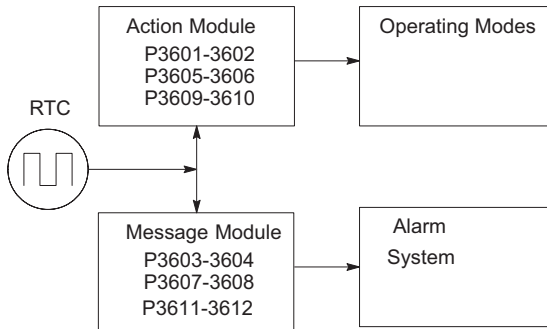 Action Module
P3601-3602
P3605-3606
P3609-3610
Operating Modes
RTC
Message Module
P3603-3604
P3607-3608
P3611-3612
Alarm
System